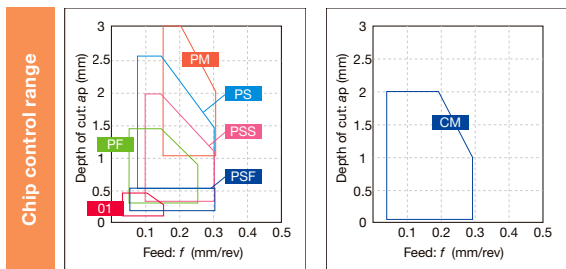 Chip control range
Depth of cut: ap (mm)
3
2.5
2
1.5
1
0.5
0
0.1 0.2 0.3 0.4 0.5
Feed: f (mm/rev)
PM
PS
PSS
PF
PSF
01
Depth of cut: ap (mm)
3
2.5
2
1.5
1
0.5
0
0.1 0.2 0.3 0.4 0.5
Feed: f (mm/rev)
CM